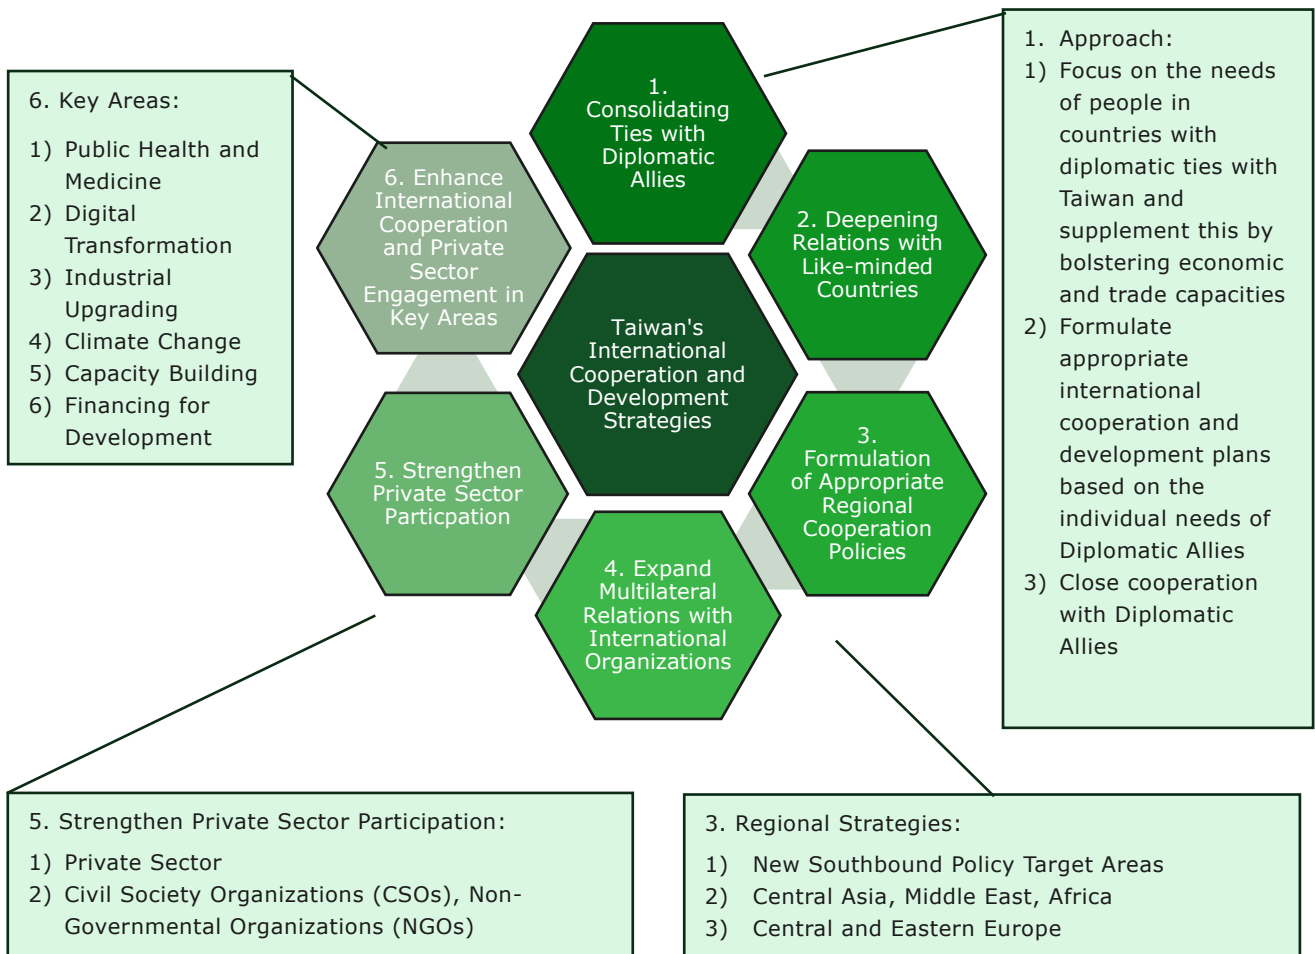 1.
Consolidating
Ties with
Diplomatic
Allies
2. Deepening
Relations with
Like-minded
Countries
3.
Formulation
of Appropriate
Regional
Cooperation
Policies
4. Expand
Multilateral
Relations with
International
Organizations
5. Strengthen
Private Sector
Particpation
6. Enhance
International
Cooperation
and Private
Sector
Engagement in
Key Areas
Taiwan's
International
Cooperation and
Development
Strategies
6. Key Areas:
1) Public Health and
Medicine
2) Digital
Transformation
3) Industrial
Upgrading
4) Climate Change
5) Capacity Building
6) Financing for
Development
1. Approach:
1) Focus on the needs
of people in
countries with
diplomatic ties with
Taiwan and
supplement this by
bolstering economic
and trade capacities
2) Formulate
appropriate
international
cooperation and
development plans
based on the
individual needs of
Diplomatic Allies
3) Close cooperation
with Diplomatic
Allies
5. Strengthen Private Sector Participation:
1) Private Sector
2) Civil Society Organizations (CSOs), Non-
Governmental Organizations (NGOs)
3. Regional Strategies:
1) New Southbound Policy Target Areas
2) Central Asia, Middle East, Africa
3) Central and Eastern Europe